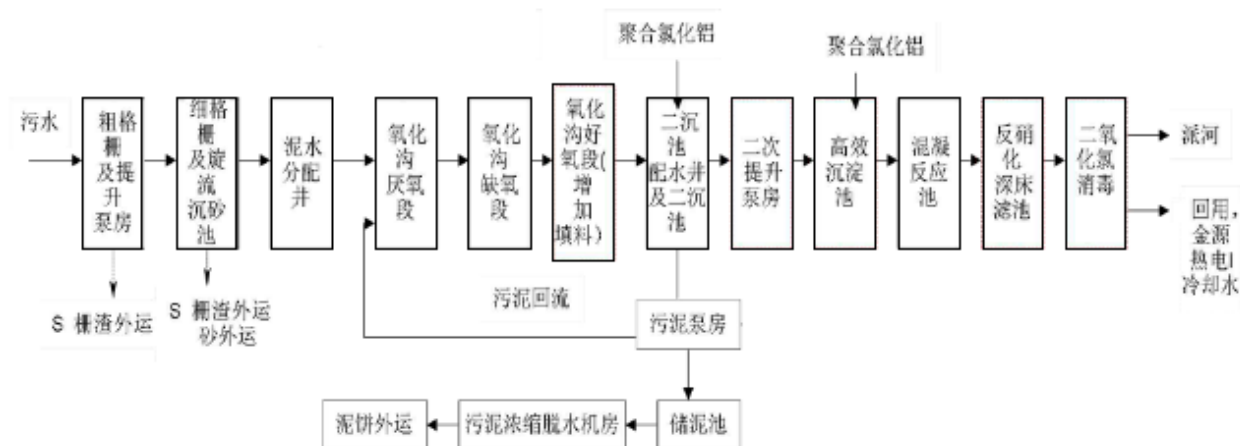 聚合氯化铝
聚合氯化铝
污水
粗格
栅
及提
升
泵房
细格
栅
及旋
流
沉砂
池
泥水
分配
井
氧化
沟
厌氧
段
氧化
沟
缺氧
段
氧化
沟好
氧段(
增
加
填料)
二沉
池
配水井
及二沉
池
二次
提升
泵房
高效
沉淀
池
混凝
反应
池
反硝
化
深床
滤池
二氧
化氯
消毒
派河
回用,
金源
热电
冷却水
S 栅渣外运
S 栅渣外运
砂外运
污泥回流
污泥泵房
泥饼外运
污泥浓缩脱水机房
储泥池